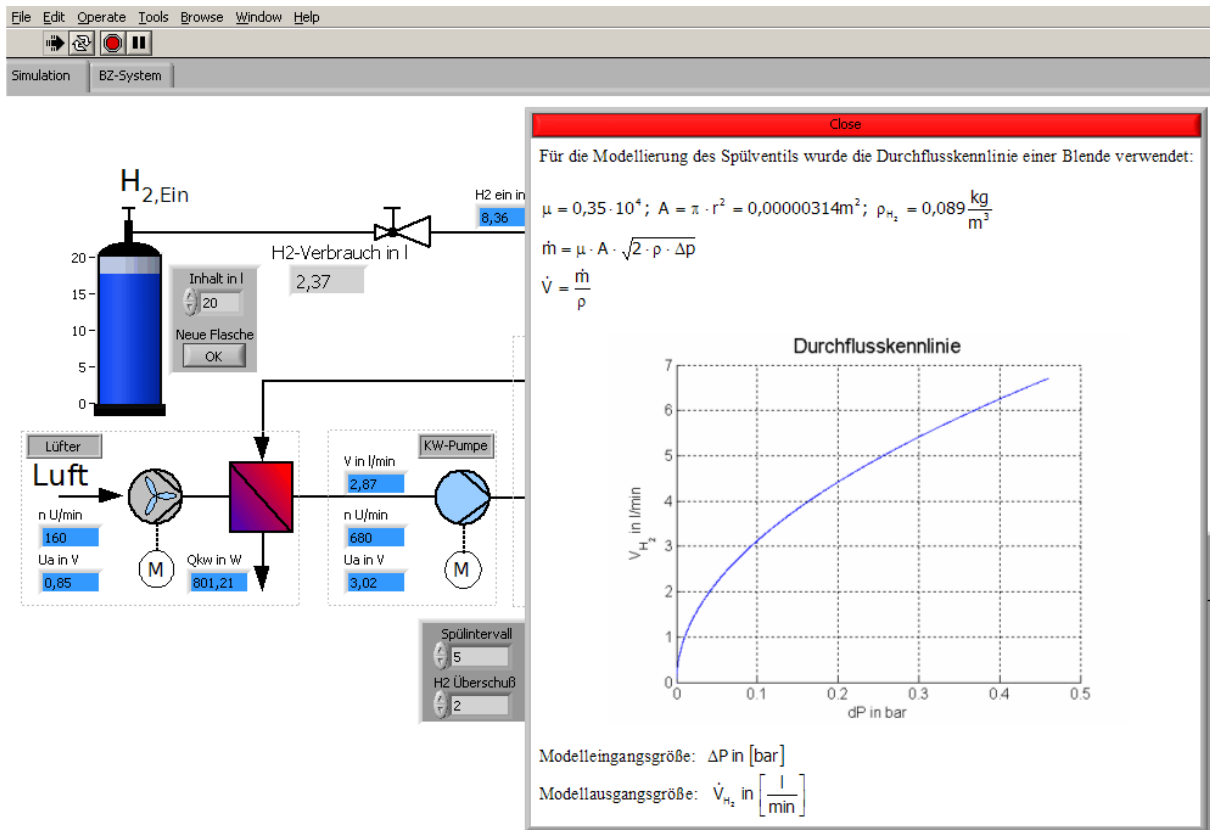 File Edit Operate Tools Browse Window Help
Simulation BZ-System
H2,Ein
H2 ein in
8,36
H2-Verbrauch in l
2,37
20
15
10
5
0
Inhalt in l
20
Neue Flasche
OK
Lüfter
Luft
n U/min
160
Ua in V
0,85
M
Qkw in W
801,21
V in l/min
2,87
n U/min
680
Ua in V
3,02
KW-Pumpe
M
Spülintervall
5
H2 Überschuß
2
Close
Für die Modellierung des Spülventils wurde die Durchflusskennlinie einer Blende verwendet:
μ = 0,35·10⁴; A = π · r² = 0,00000314m²; ρH₂ = 0,089 kg/m³
ṁ = μ · A · √(2 · ρ · Δp)
V̇ = ṁ/ρ
Durchflusskennlinie
7
6
5
4
3
2
1
0
VH₂ in l/min
0 0.1 0.2 0.3 0.4 0.5
dP in bar
Modelleingangsgröße: ΔP in [bar]
Modellausgangsgröße: V̇H₂ in [l/min]